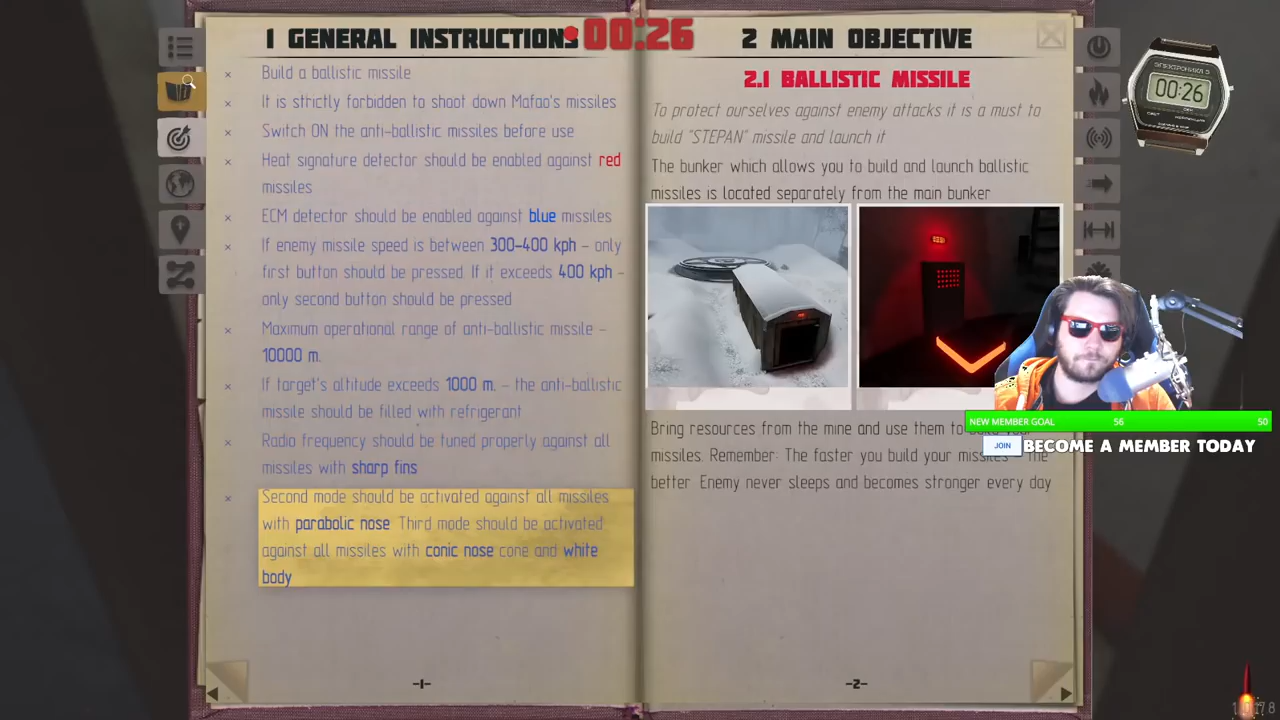 1 GENERAL INSTRUCTIONS
00:26
Build a ballistic missile
It is strictly forbidden to shoot down Mafao's missiles
Switch ON the anti-ballistic missiles before use
Heat signature detector should be enabled against red
missiles
ECM detector should be enabled against blue missiles
If enemy missile speed is between 300-400 kph - only
first button should be pressed. If it exceeds 400 kph -
only second button should be pressed
Maximum operational range of anti-ballistic missile -
10000 m.
If target's altitude exceeds 1000 m. - the anti-ballistic
missile should be filled with refrigerant
Radio frequency should be tuned properly against all
missiles with sharp fins
Second mode should be activated against all missiles
with parabolic nose. Third mode should be activated
against all missiles with conic nose cone and white
body
-1-
2 MAIN OBJECTIVE
2.1 BALLISTIC MISSILE
To protect ourselves against enemy attacks it is a must to
build "STEPAN" missile and launch it
The bunker which allows you to build and launch ballistic
missiles is located separately from the main bunker
Bring resources from the mine and use them to
missiles. Remember: The faster you build your the
better. Enemy never sleeps and becomes stronger every day
-2-
00:26
NEW MEMBER GOAL 56 50
JOIN BECOME A MEMBER TODAY